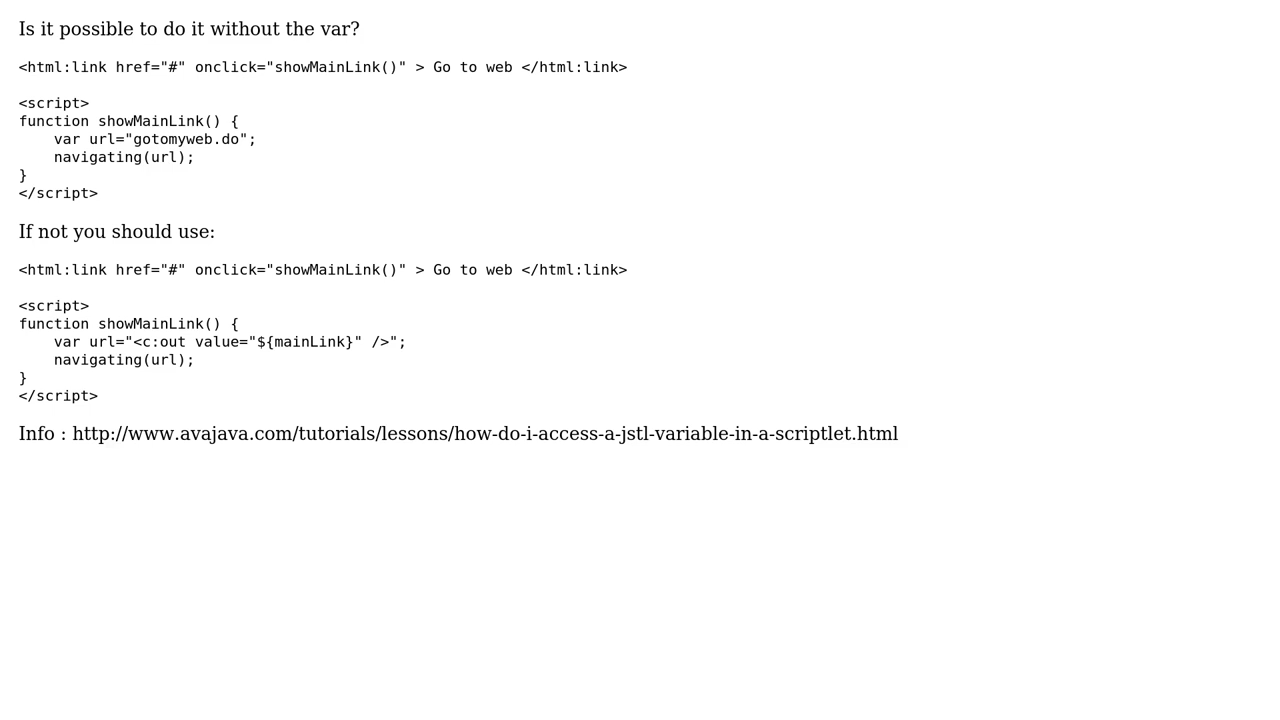 Is it possible to do it without the var?
<html:link href="#" onclick="showMainLink()" > Go to web </html:link>
<script>
function showMainLink() {
    var url="gotomyweb.do";
    navigating(url);
}
</script>
If not you should use:
<html:link href="#" onclick="showMainLink()" > Go to web </html:link>
<script>
function showMainLink() {
    var url="<c:out value="${mainLink}" />";
    navigating(url);
}
</script>
Info : http://www.avajava.com/tutorials/lessons/how-do-i-access-a-jstl-variable-in-a-scriptlet.html